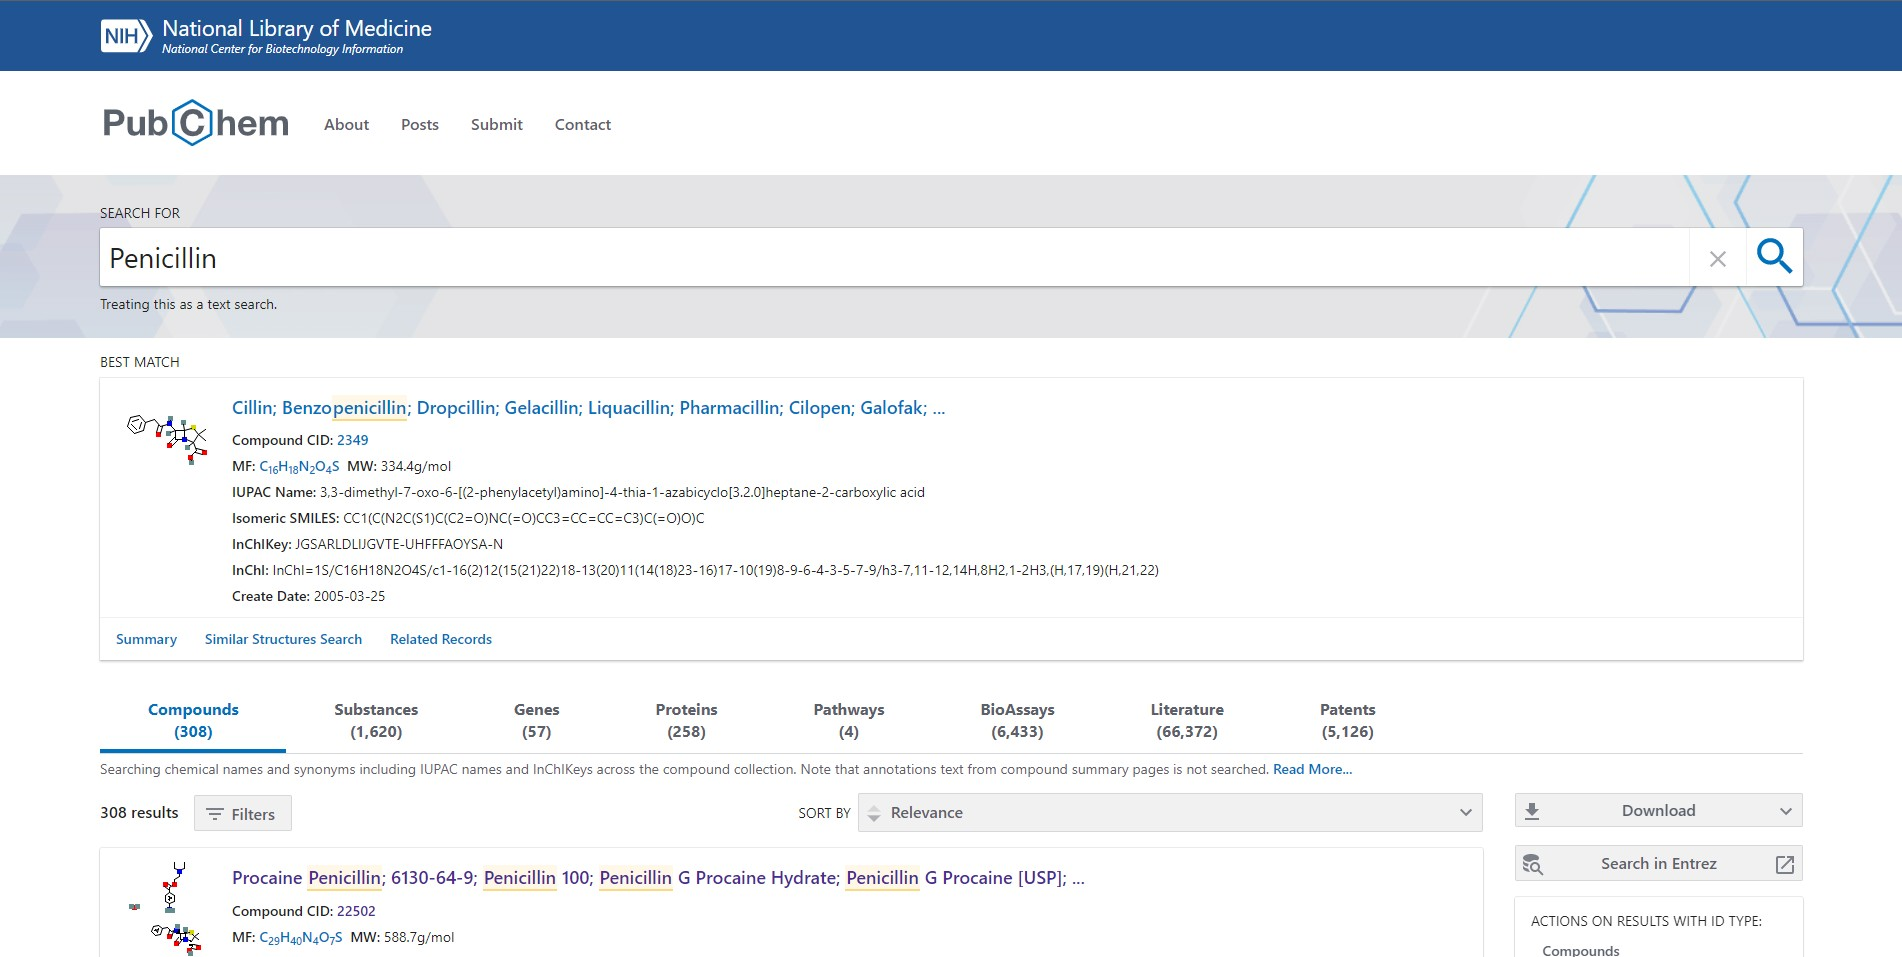 NIH National Library of Medicine
National Center for Biotechnology Information
PubChem About Posts Submit Contact
SEARCH FOR
Penicillin
Treating this as a text search.
BEST MATCH
Cillin; Benzopenicillin; Dropcillin; Gelacillin; Liquacillin; Pharmacillin; Cilopen; Galofak; ...
Compound CID: 2349
MF: C16H18N2O4S MW: 334.4g/mol
IUPAC Name: 3,3-dimethyl-7-oxo-6-[(2-phenylacetyl)amino]-4-thia-1-azabicyclo[3.2.0]heptane-2-carboxylic acid
Isomeric SMILES: CC1(C(N2C(S1)C(C2=O)NC(=O)CC3=CC=CC=C3)C(=O)O)C
InChIKey: JGSARLDLIJGVTE-UHFFFAOYSA-N
InChI: InChI=1S/C16H18N2O4S/c1-16(2)12(15(21)22)18-13(20)11(14(18)23-16)17-10(19)8-9-6-4-3-5-7-9/h3-7,11-12,14H,8H2,1-2H3,(H,17,19)(H,21,22)
Create Date: 2005-03-25
Summary Similar Structures Search Related Records
Compounds Substances Genes Proteins Pathways BioAssays Literature Patents
(308) (1,620) (57) (258) (4) (6,433) (66,372) (5,126)
Searching chemical names and synonyms including IUPAC names and InChIKeys across the compound collection. Note that annotations text from compound summary pages is not searched. Read More...
308 results Filters SORT BY Relevance Download
Search in Entrez
Procaine Penicillin; 6130-64-9; Penicillin 100; Penicillin G Procaine Hydrate; Penicillin G Procaine [USP]; ...
Compound CID: 22502
MF: C29H40N4O7S MW: 588.7g/mol
ACTIONS ON RESULTS WITH ID TYPE:
Compounds